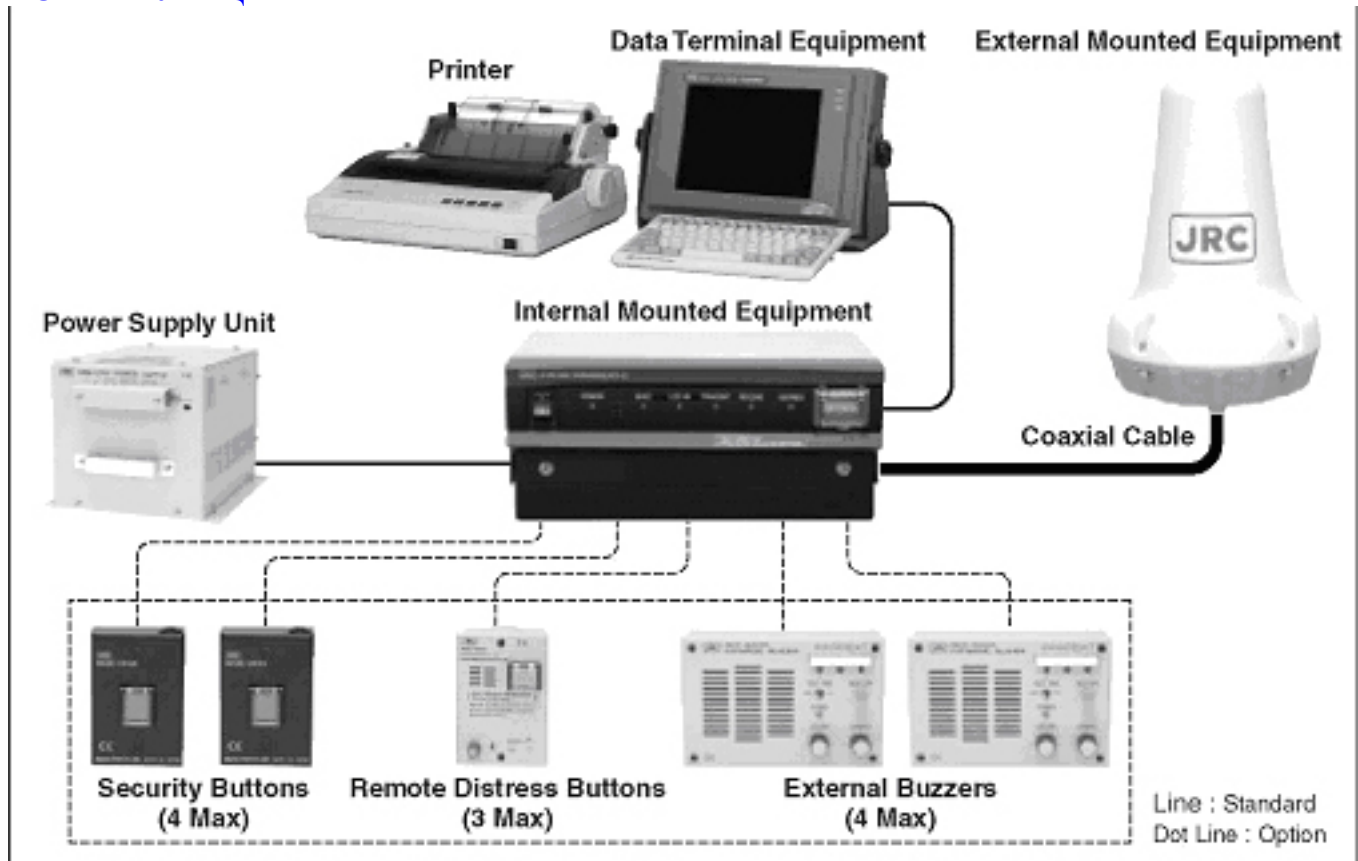 Data Terminal Equipment
External Mounted Equipment
Printer
JRC
Internal Mounted Equipment
Power Supply Unit
Coaxial Cable
Security Buttons
(4 Max)
Remote Distress Buttons
(3 Max)
External Buzzers
(4 Max)
Line : Standard
Dot Line : Option